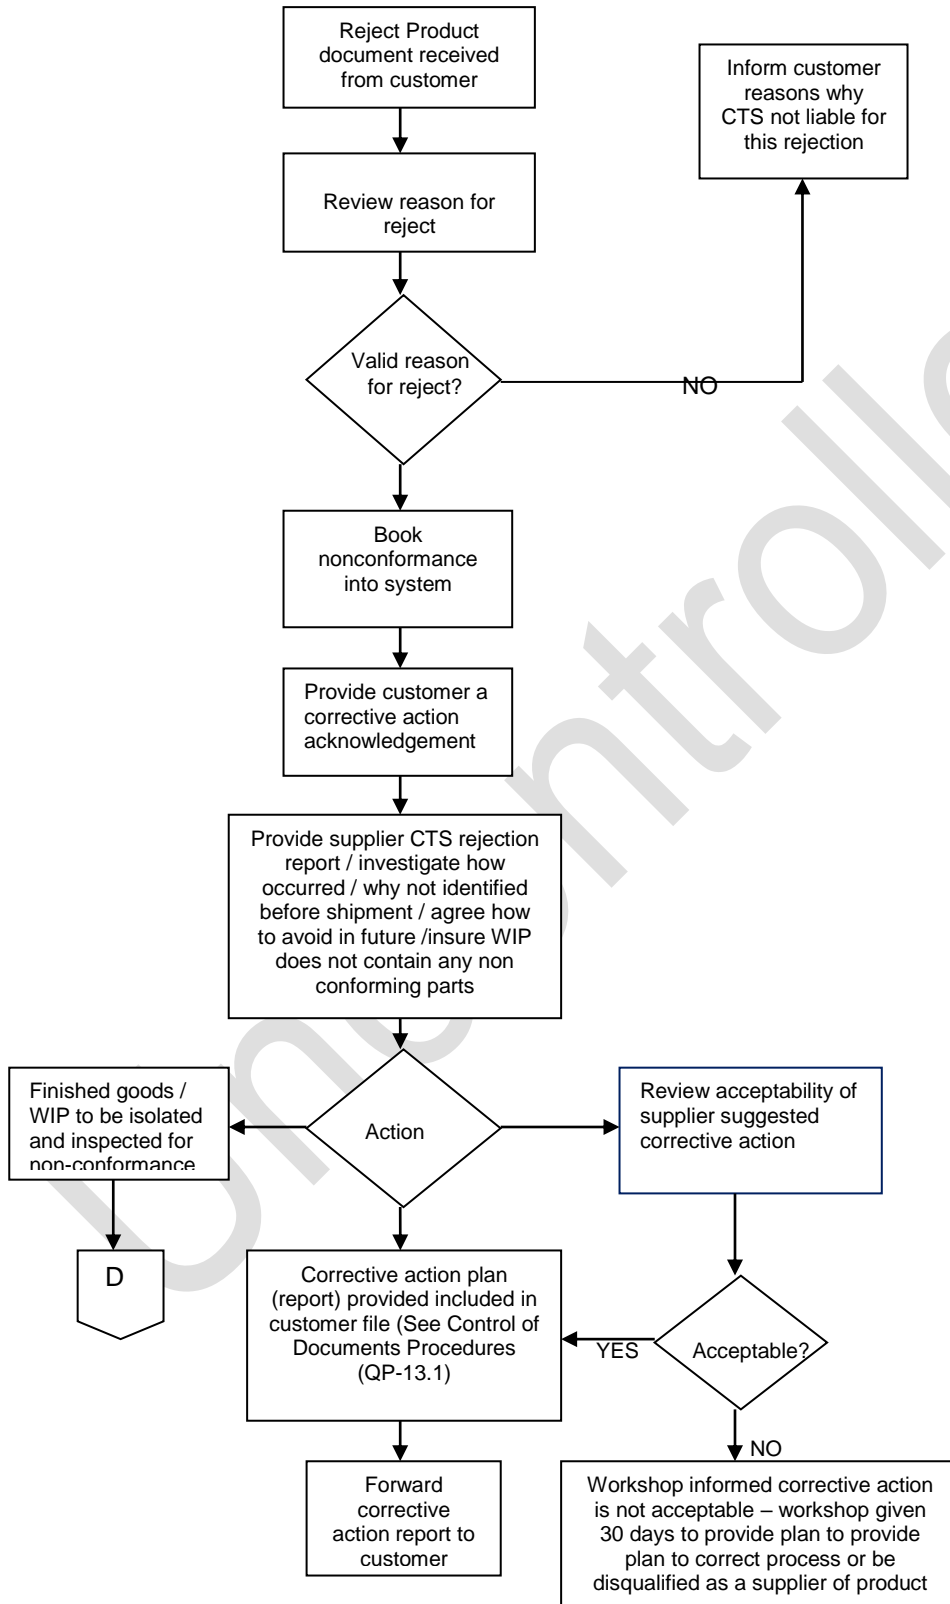 Reject Product
document received
from customer
Inform customer
reasons why
CTS not liable for
this rejection
Review reason for
reject
Valid reason
for reject?
NO
Book
nonconformance
into system
Provide customer a
corrective action
acknowledgement
Provide supplier CTS rejection
report / investigate how
occurred / why not identified
before shipment / agree how
to avoid in future /insure WIP
does not contain any non
conforming parts
Finished goods /
WIP to be isolated
and inspected for
non-conformance
Action
Review acceptability of
supplier suggested
corrective action
D
Corrective action plan
(report) provided included in
customer file (See Control of
Documents Procedures
(QP-13.1)
YES
Acceptable?
NO
Forward
corrective
action report to
customer
Workshop informed corrective action
is not acceptable – workshop given
30 days to provide plan to provide
plan to correct process or be
disqualified as a supplier of product
Uncontrolle